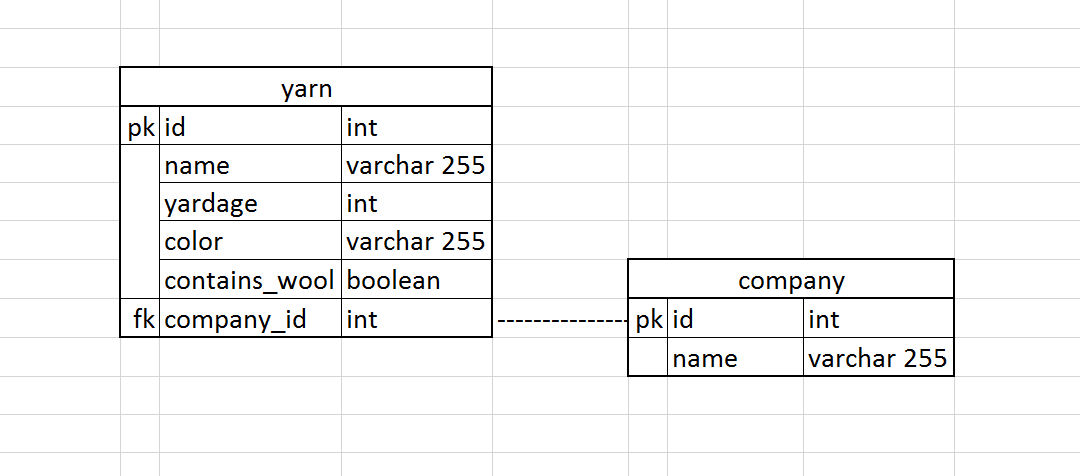 yarn
pk id int
name varchar 255
yardage int
color varchar 255
contains_wool boolean
fk company_id int
company
pk id int
name varchar 255